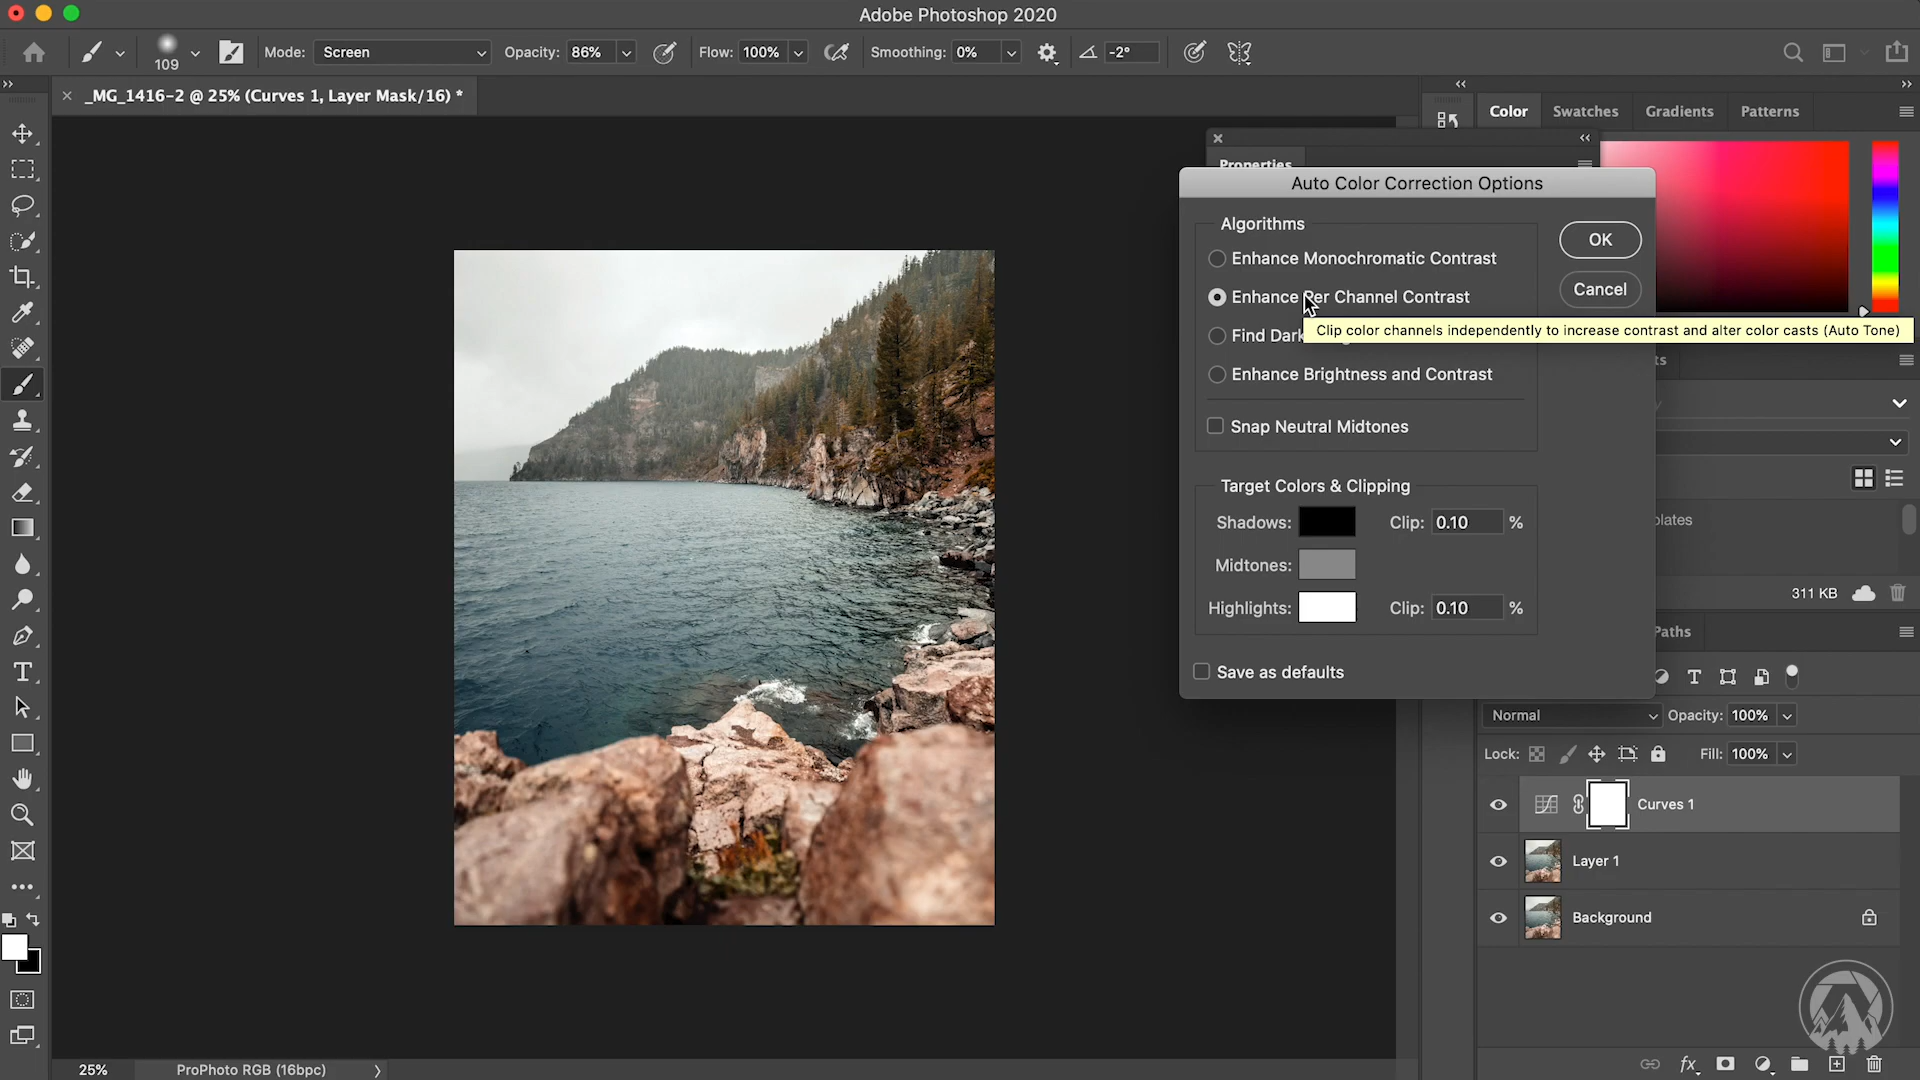 Adobe Photoshop 2020
109
Mode: Screen
Opacity: 86%
Flow: 100%
Smoothing: 0%
-2°
_MG_1416-2 @ 25% (Curves 1, Layer Mask/16) *
Color
Swatches
Gradients
Patterns
Properties
Auto Color Correction Options
Algorithms
Enhance Monochromatic Contrast
Enhance Per Channel Contrast
Find Dark
Enhance Brightness and Contrast
Snap Neutral Midtones
OK
Cancel
Clip color channels independently to increase contrast and alter color casts (Auto Tone)
Target Colors & Clipping
Shadows: Clip: 0.10 %
Midtones:
Highlights: Clip: 0.10 %
Save as defaults
311 KB
Paths
Normal
Opacity: 100%
Lock:
Fill: 100%
Curves 1
Layer 1
Background
fx
25%
ProPhoto RGB (16bpc)